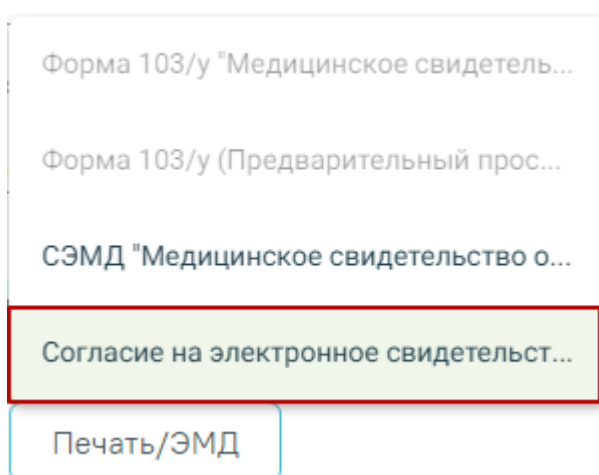 Форма 103/у "Медицинское свидетель...
Форма 103/у (Предварительный прос...
СЭМД "Медицинское свидетельство о...
Согласие на электронное свидетельст...
Печать/ЭМД